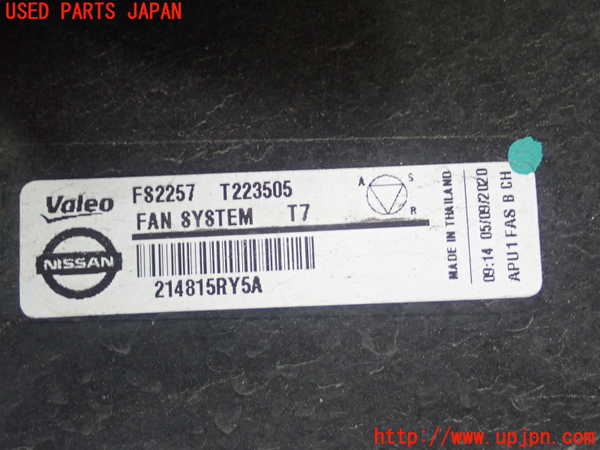 USED PARTS JAPAN
Valeo
FS2257 T223505
FAN SYSTEM T7
A S R
NISSAN
214815RY5A
MADE IN THAILAND
09:14 05/09/2020
APU1 FAS B CH
http://www.upjpn.com/